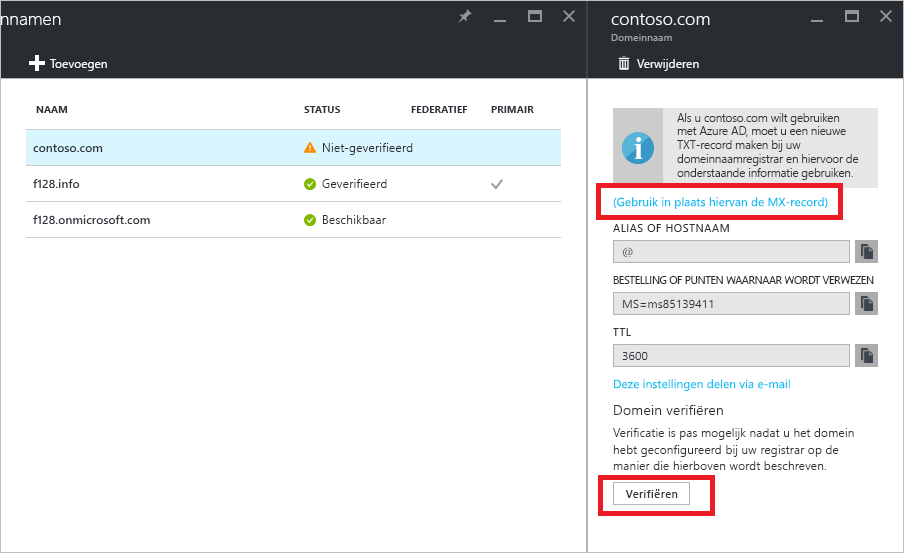 nnamen
Toevoegen
NAAM STATUS FEDERATIEF PRIMAIR
contoso.com Niet-geverifieerd
f128.info Geverifieerd
f128.onmicrosoft.com Beschikbaar
contoso.com
Domeinnaam
Verwijderen
Als u contoso.com wilt gebruiken
met Azure AD, moet u een nieuwe
TXT-record maken bij uw
domeinnaamregistrar en hiervoor de
onderstaande informatie gebruiken.
(Gebruik in plaats hiervan de MX-record)
ALIAS OF HOSTNAAM
@
BESTELLING OF PUNTEN WAARNAAR WORDT VERWEZEN
MS=ms85139411
TTL
3600
Deze instellingen delen via e-mail
Domein verifiëren
Verificatie is pas mogelijk nadat u het domein
hebt geconfigureerd bij uw registrar op de
manier die hierboven wordt beschreven.
Verifiëren